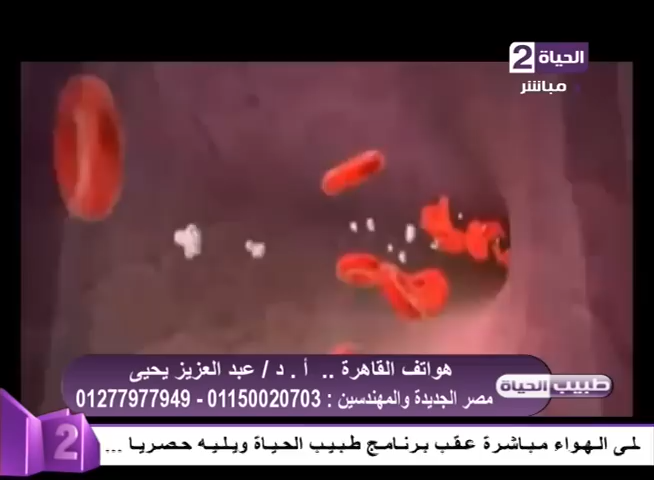 الحياة 2
مباشر
هواتف القاهرة .. أ . د / عبد العزيز يحيى
مصر الجديدة والمهندسين : 01150020703 - 01277977949
طبيب الحياة
لى الهواء مباشرة عقب برنامج طبيب الحياة ويليه حصريا ...
2